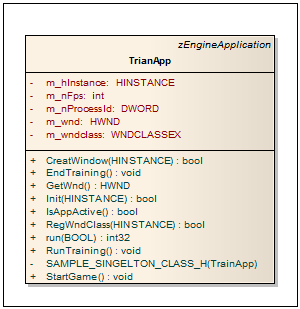 zEngineApplication
TrianApp
- m_hInstance: HINSTANCE
- m_nFps: int
- m_nProcessId: DWORD
- m_wnd: HWND
- m_wndclass: WNDCLASSEX
+ CreatWindow(HINSTANCE) : bool
+ EndTraining() : void
+ GetWnd() : HWND
+ Init(HINSTANCE) : bool
+ IsAppActive() : bool
+ RegWndClass(HINSTANCE) : bool
+ run(BOOL) : int32
+ RunTraining() : void
- SAMPLE_SINGELTON_CLASS_H(TrainApp)
+ StartGame() : void